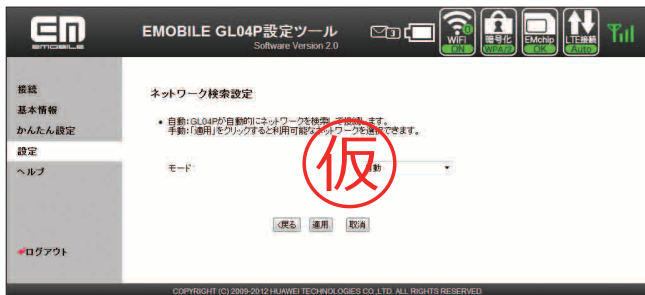 EM
EMOBILE
EMOBILE GL04P設定ツール
Software Version 2.0
3
WiFi
ON
暗号化
WPA/2
EMchip
OK
LTE接続
Auto
接続
基本情報
かんたん設定
設定
ヘルプ
ログアウト
ネットワーク検索設定
• 自動:GL04Pが自動的にネットワークを検索して接続します。
手動:「適用」をクリックすると利用可能なネットワークを選択できます。
モード
自動
仮
<戻る 適用 取消
COPYRIGHT (C) 2009-2012 HUAWEI TECHNOLOGIES CO.,LTD. ALL RIGHTS RESERVED.